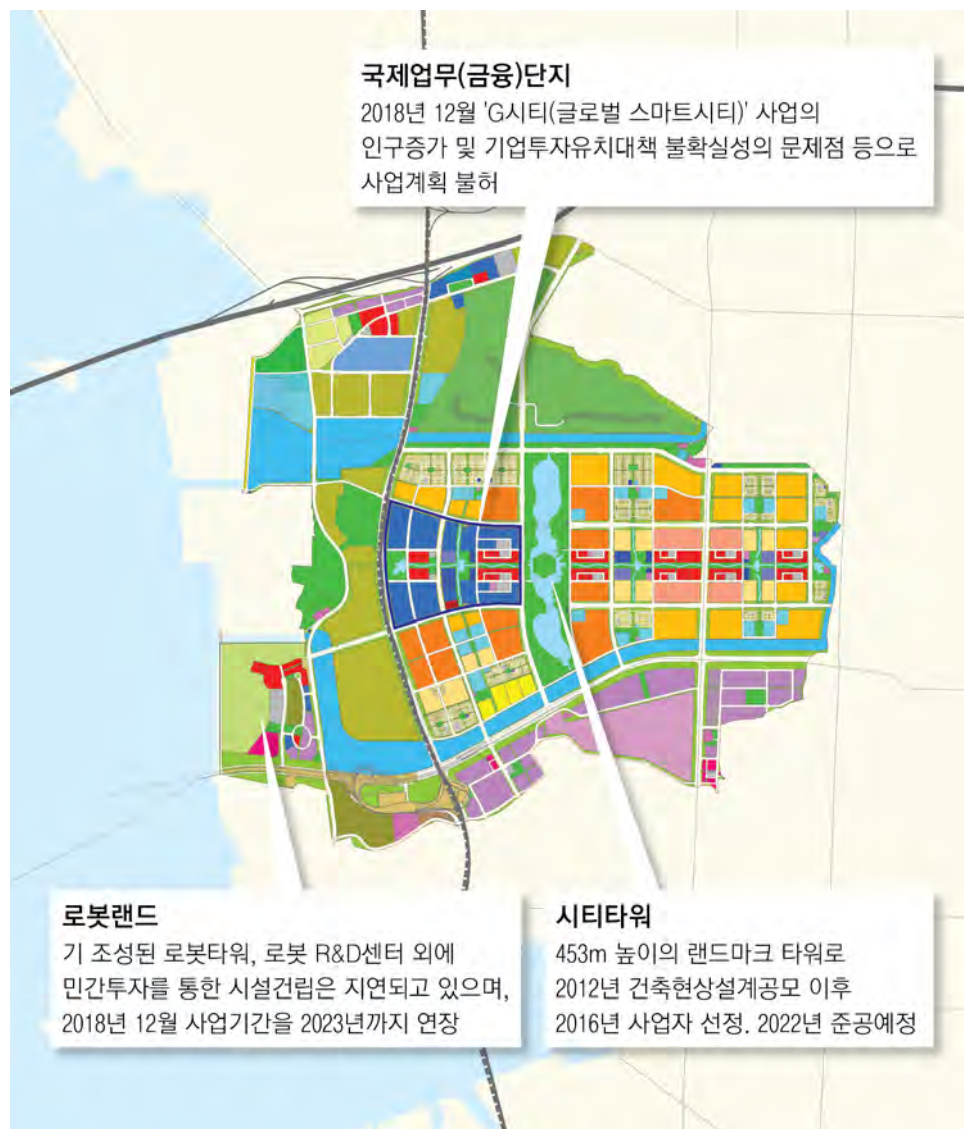 국제업무(금융)단지
2018년 12월 'G시티(글로벌 스마트시티)' 사업의
인구증가 및 기업투자유치대책 불확실성의 문제점 등으로
사업계획 불허
로봇랜드
기 조성된 로봇타워, 로봇 R&D센터 외에
민간투자를 통한 시설건립은 지연되고 있으며,
2018년 12월 사업기간을 2023년까지 연장
시티타워
453m 높이의 랜드마크 타워로
2012년 건축현상설계공모 이후
2016년 사업자 선정. 2022년 준공예정